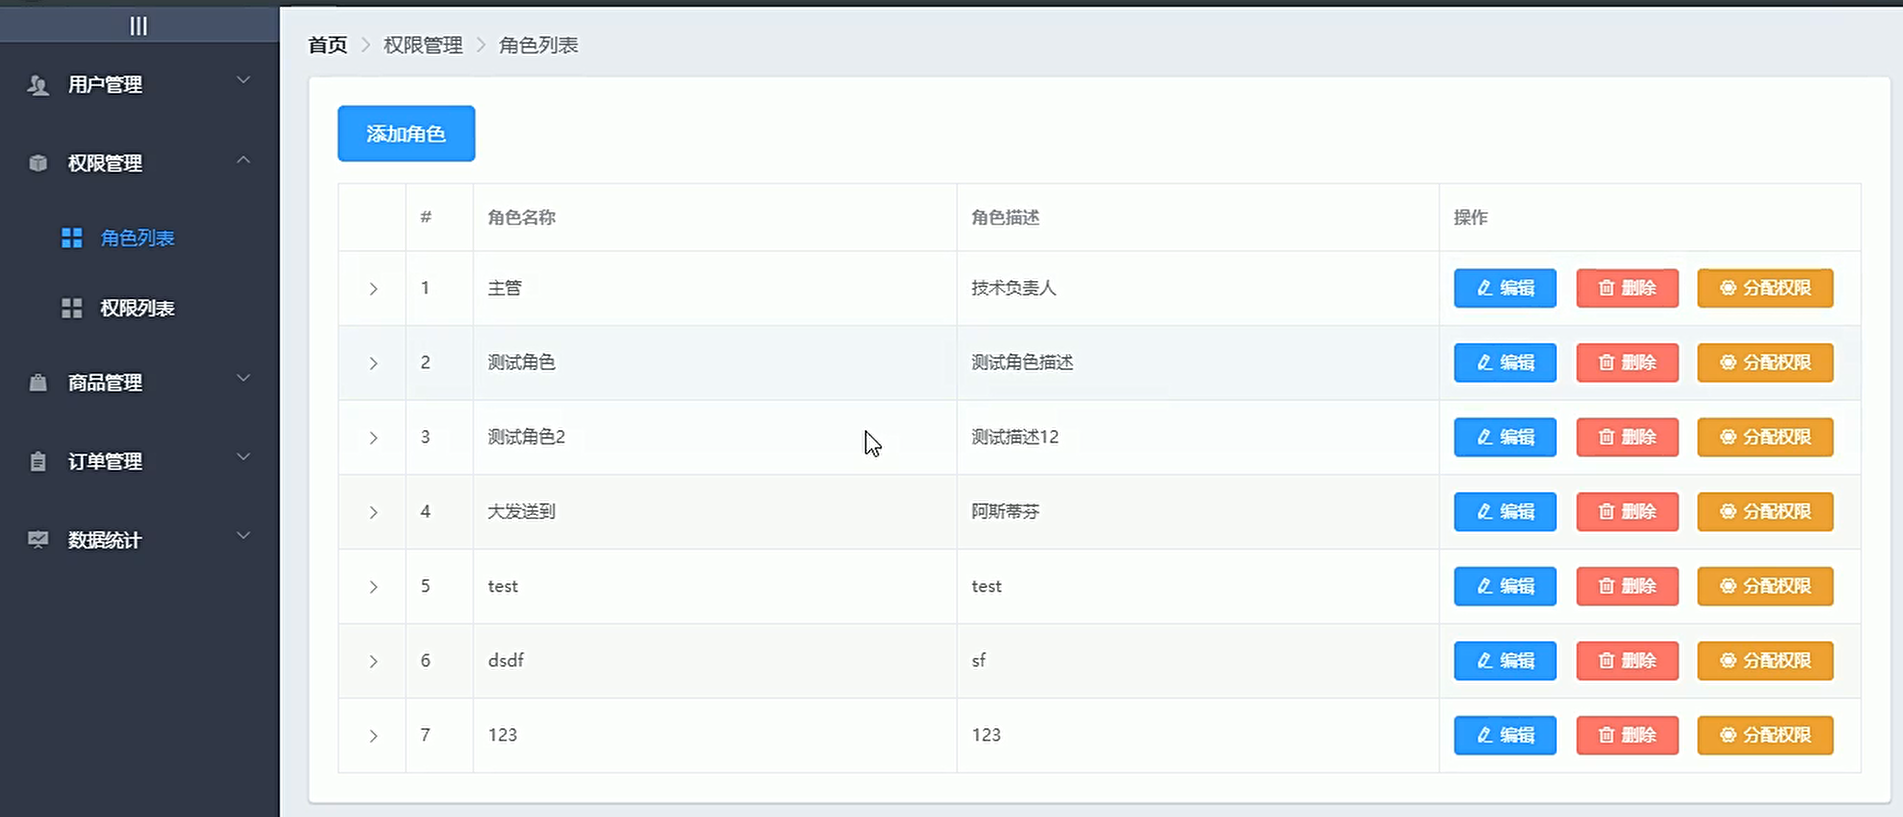 |||
用户管理
权限管理
角色列表
权限列表
商品管理
订单管理
数据统计
首页 > 权限管理 > 角色列表
添加角色
# 角色名称 角色描述 操作
1 主管 技术负责人 编辑 删除 分配权限
2 测试角色 测试角色描述 编辑 删除 分配权限
3 测试角色2 测试描述12 编辑 删除 分配权限
4 大发送到 阿斯蒂芬 编辑 删除 分配权限
5 test test 编辑 删除 分配权限
6 dsdf sf 编辑 删除 分配权限
7 123 123 编辑 删除 分配权限